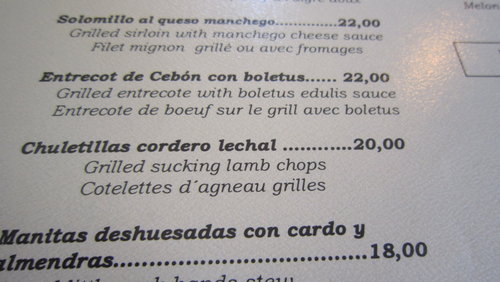 Melon
Solomillo al queso manchego...............22,00
Grilled sirloin with manchego cheese sauce
Filet mignon grillé ou avec fromages
Entrecot de Cebón con boletus...... 22,00
Grilled entrecote with boletus edulis sauce
Entrecote de boeuf sur le grill avec boletus
Chuletillas cordero lechal ............20,00
Grilled sucking lamb chops
Cotelettes d´agneau grilles
Manitas deshuesadas con cardo y
almendras....................................18,00